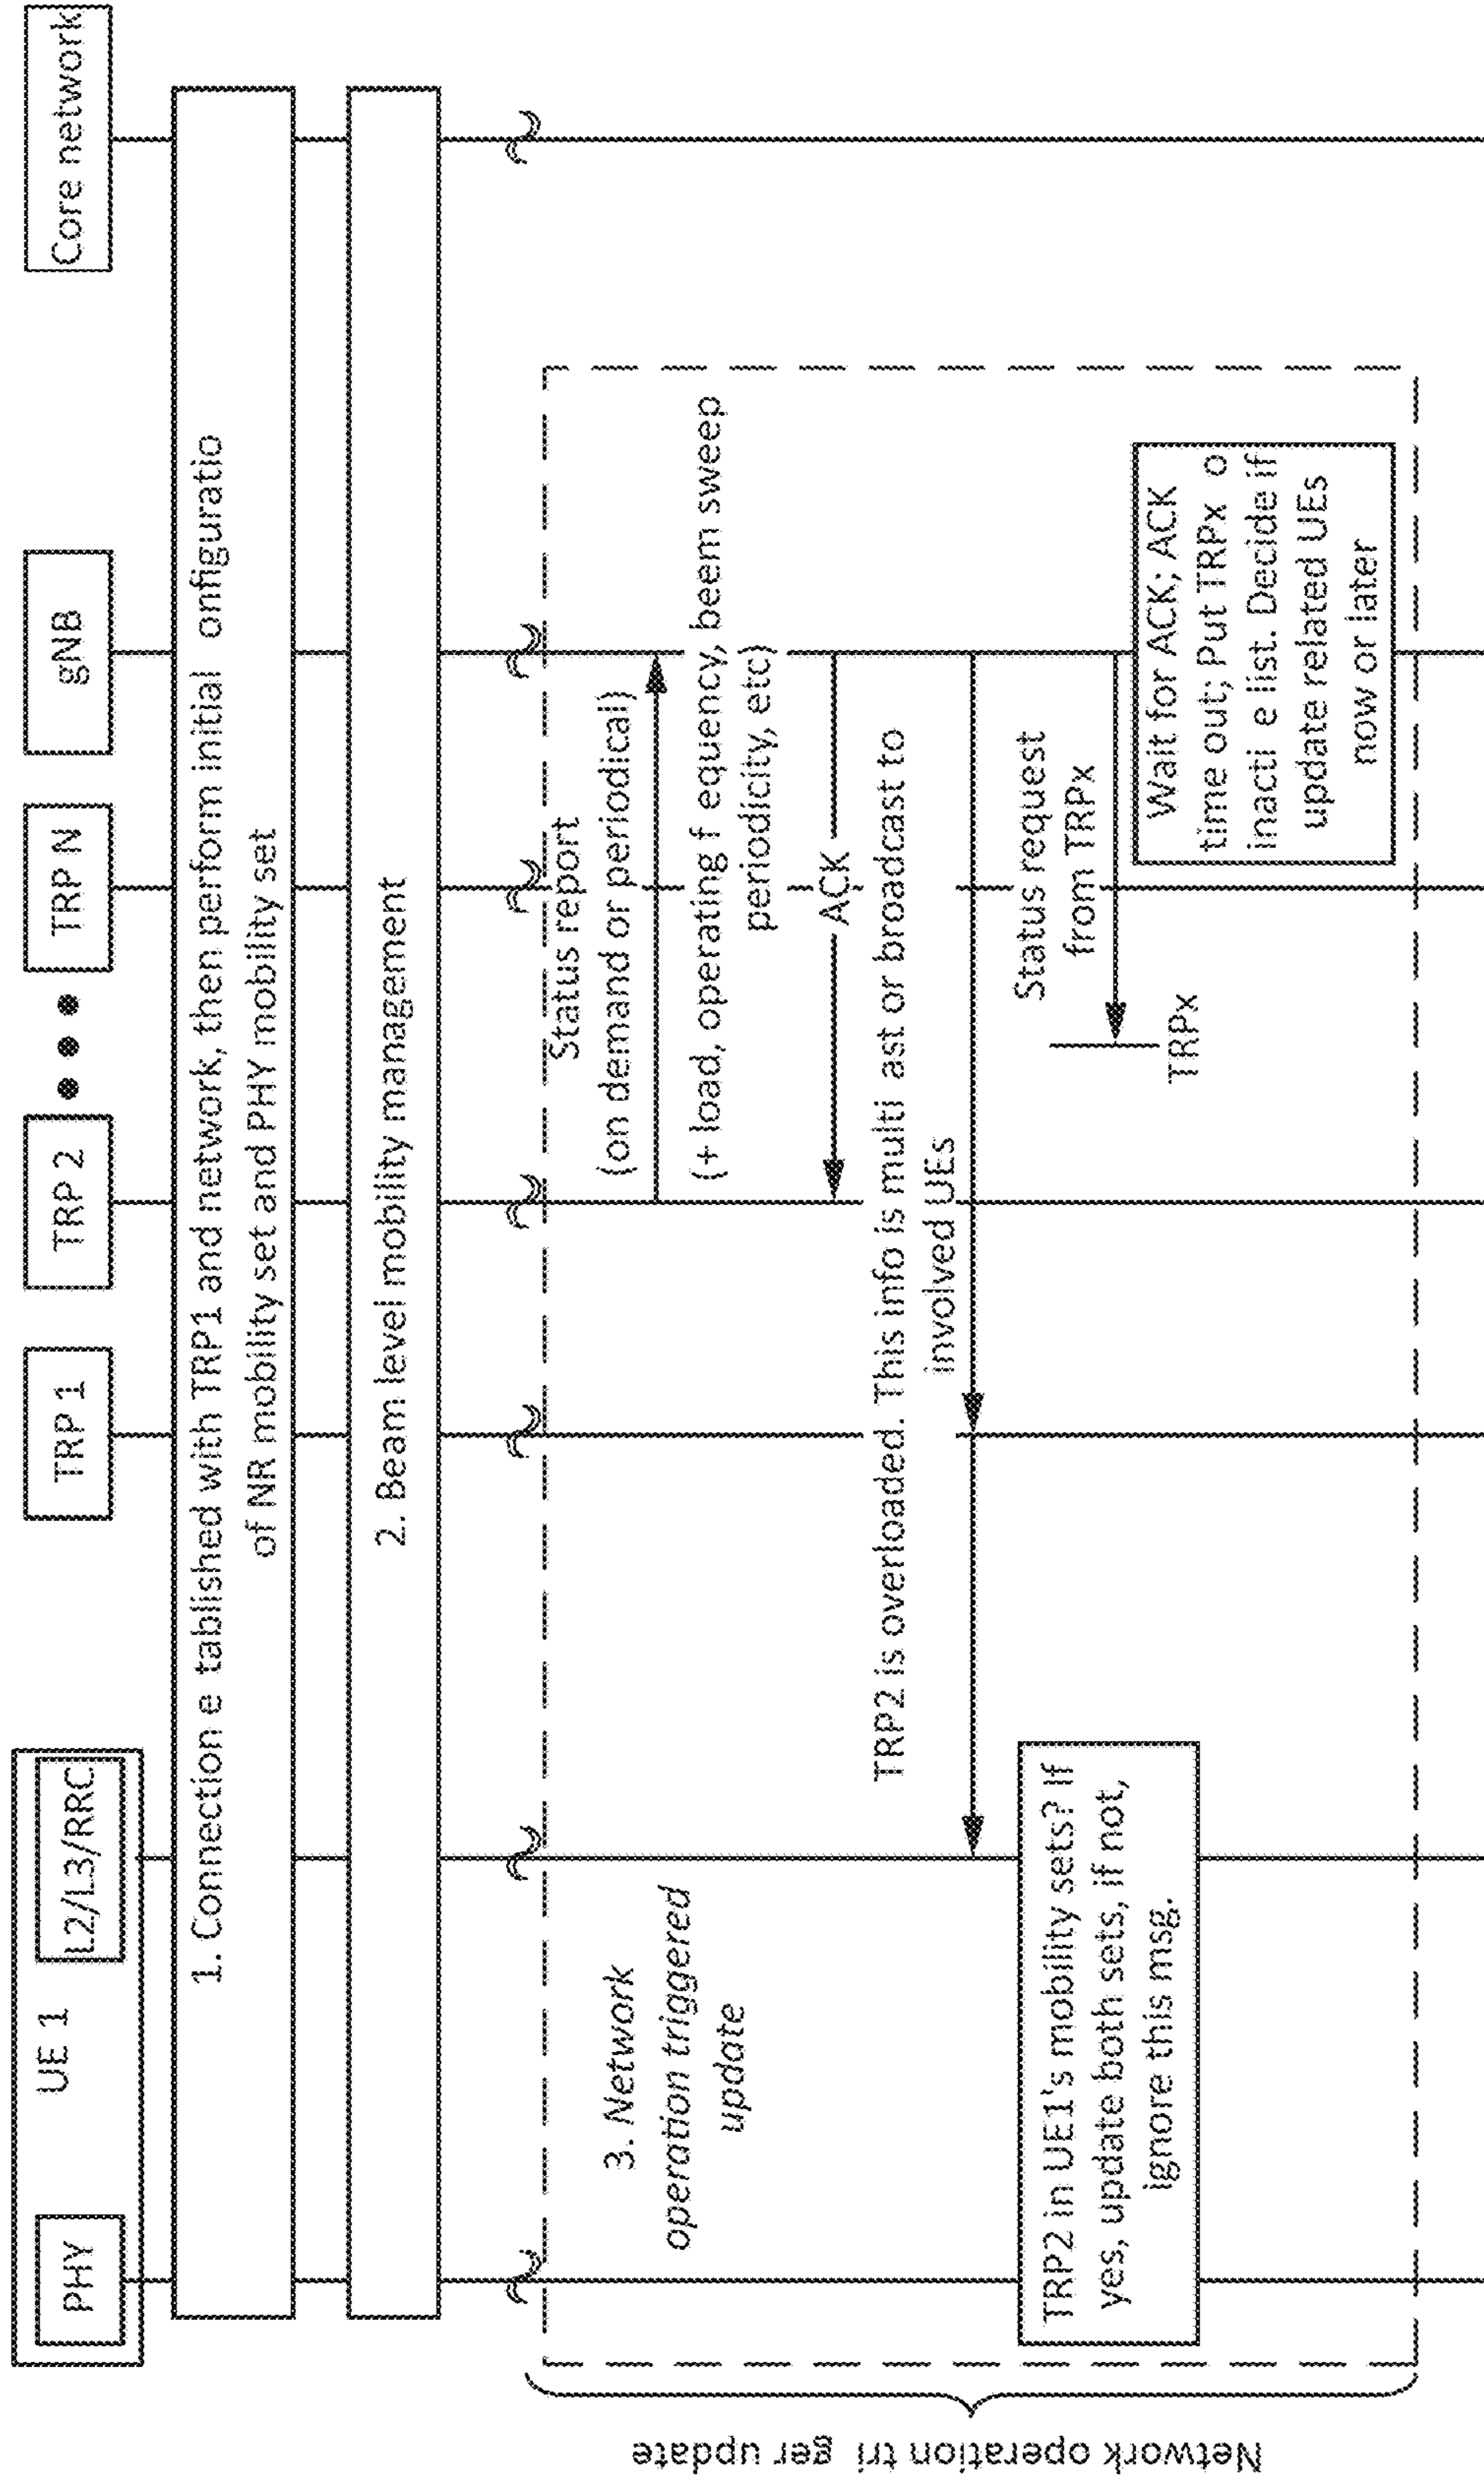 UE 1
PHY
L2/L3/RRC
TRP 1
TRP 2
TRP N
gNB
Core network
1. Connection e tablished with TRP1 and network, then perform initial onfiguratio
of NR mobility set and PHY mobility set
2. Beam level mobility management
3. Network
operation triggered
update
Status report
(on demand or periodical)
(+ load, operating f equency, beem sweep
periodicity, etc)
ACK
TRP2 is overloaded. This info is multi ast or broadcast to
involved UEs
TRP2 in UE1's mobility sets? If
yes, update both sets, if not,
ignore this msg.
Status request
from TRPx
TRPx
Wait for ACK; ACK
time out; Put TRPx o
inacti e list. Decide if
update related UEs
now or later
Network operation tri ger update